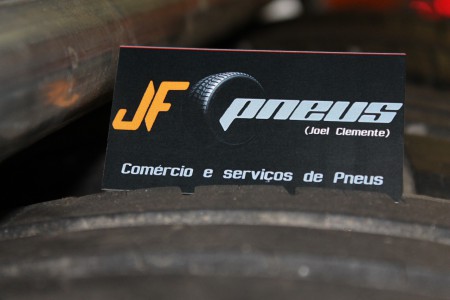 JF pneus
(Joel Clemente)
Comércio e serviços de Pneus